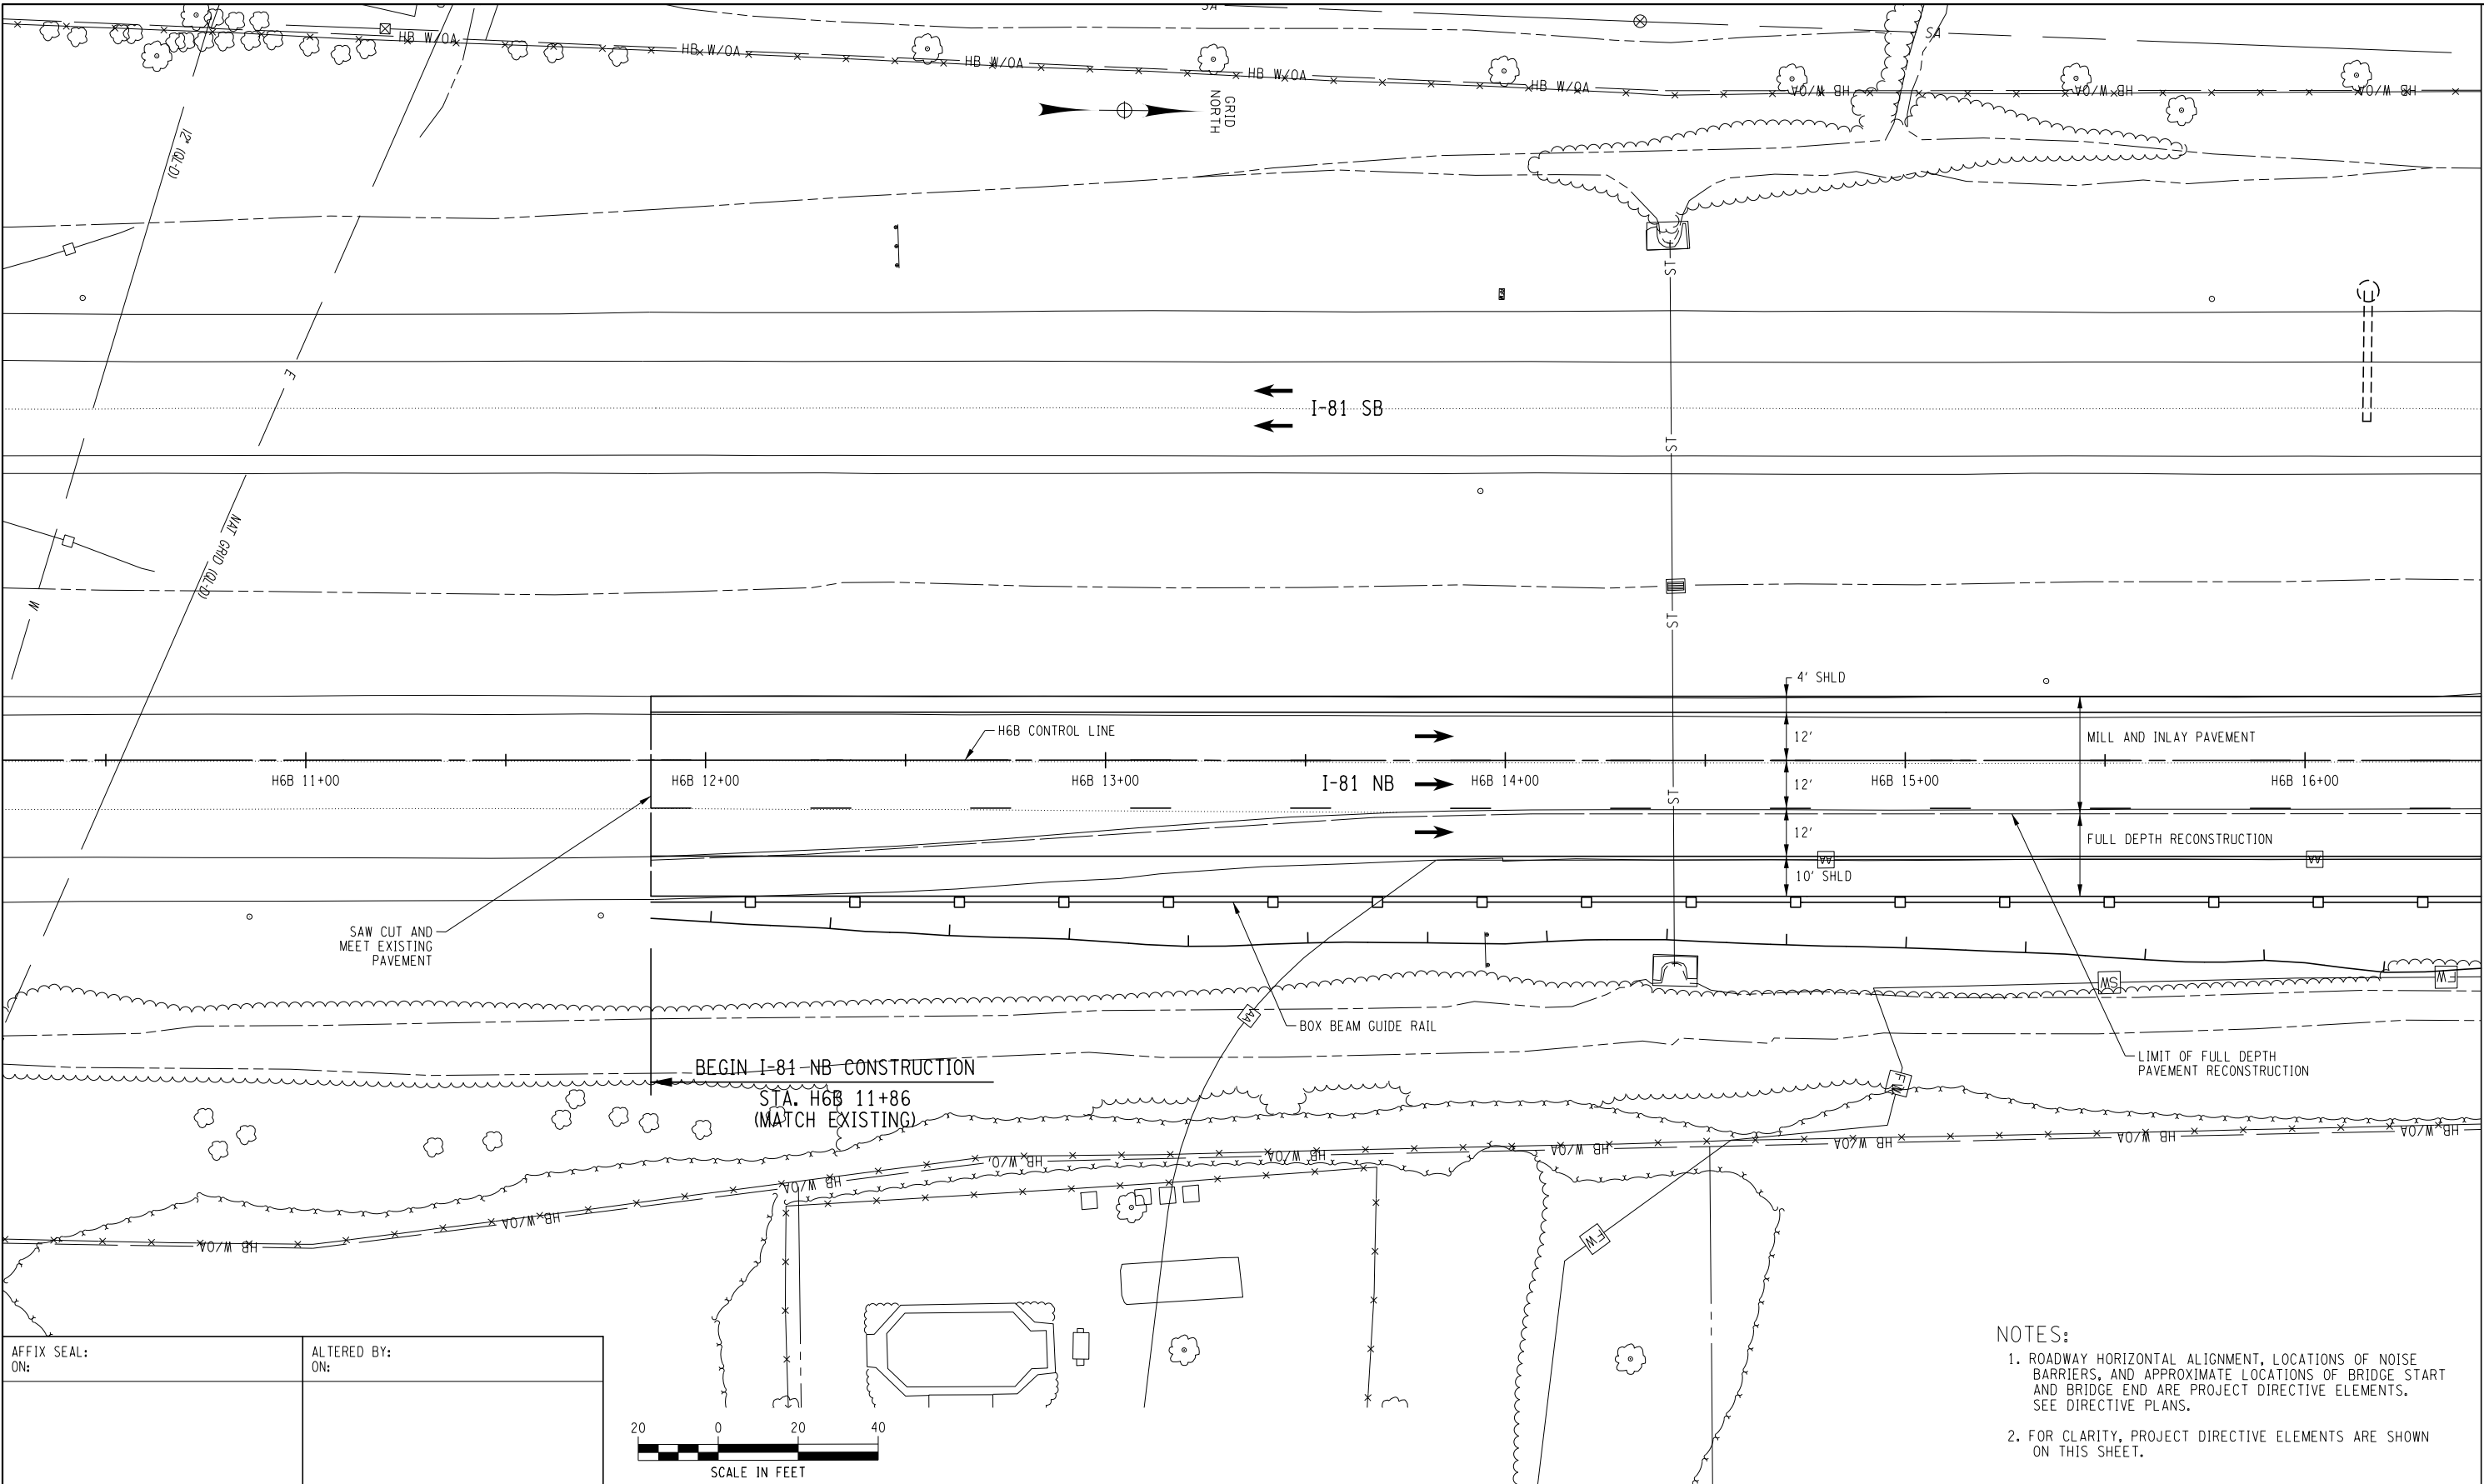 SA
SA
HB W/OA
HB W/OA
HB W/OA
HB W/OA
HB W/OA
HB W/OA
HB W/OA
HB W/OA
GRID
NORTH
12" (QL-D)
ST
E
I-81 SB
ST
NAT GRID (QL-D)
W
ST
4' SHLD
H6B CONTROL LINE
12'
MILL AND INLAY PAVEMENT
H6B 11+00
H6B 12+00
H6B 13+00
I-81 NB
H6B 14+00
12'
H6B 15+00
H6B 16+00
ST
12'
FULL DEPTH RECONSTRUCTION
AA
AA
10' SHLD
SAW CUT AND
MEET EXISTING
PAVEMENT
SW
FW
AA
BOX BEAM GUIDE RAIL
BEGIN I-81 NB CONSTRUCTION
STA. H6B 11+86
(MATCH EXISTING)
LIMIT OF FULL DEPTH
PAVEMENT RECONSTRUCTION
FW
HB W/OA
HB W/OA
HB W/OA
HB W/OA
HB W/OA
HB W/O
HB W/OA
HB W/OA
HB W/OA
FW
AFFIX SEAL:
ON:
ALTERED BY:
ON:
20 0 20 40
SCALE IN FEET
NOTES:
1. ROADWAY HORIZONTAL ALIGNMENT, LOCATIONS OF NOISE
BARRIERS, AND APPROXIMATE LOCATIONS OF BRIDGE START
AND BRIDGE END ARE PROJECT DIRECTIVE ELEMENTS.
SEE DIRECTIVE PLANS.
2. FOR CLARITY, PROJECT DIRECTIVE ELEMENTS ARE SHOWN
ON THIS SHEET.